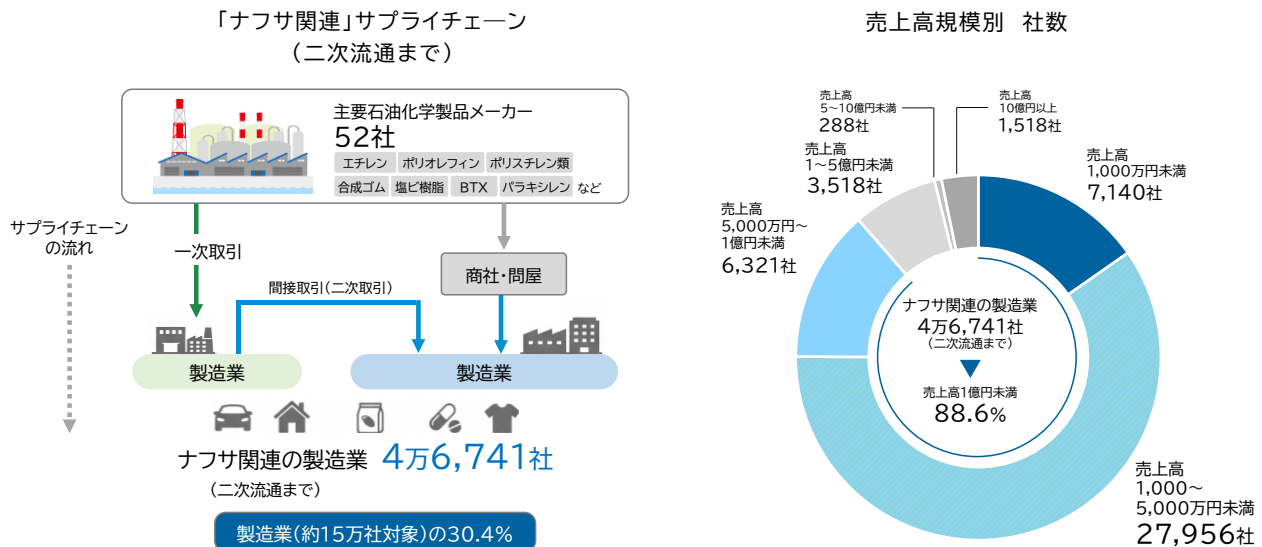 「ナフサ関連」サプライチェーン
(二次流通まで)
主要石油化学製品メーカー
52社
エチレン ポリオレフィン ポリスチレン類
合成ゴム 塩ビ樹脂 BTX パラキシレン など
サプライチェーン
の流れ
一次取引
商社・問屋
間接取引(二次取引)
製造業
製造業
ナフサ関連の製造業 4万6,741社
(二次流通まで)
製造業(約15万社対象)の30.4%
売上高規模別 社数
売上高
5~10億円未満
288社
売上高
10億円以上
1,518社
売上高
1~5億円未満
3,518社
売上高
1,000万円未満
7,140社
売上高
5,000万円~
1億円未満
6,321社
ナフサ関連の製造業
4万6,741社
(二次流通まで)
売上高1億円未満
88.6%
売上高
1,000~
5,000万円未満
27,956社